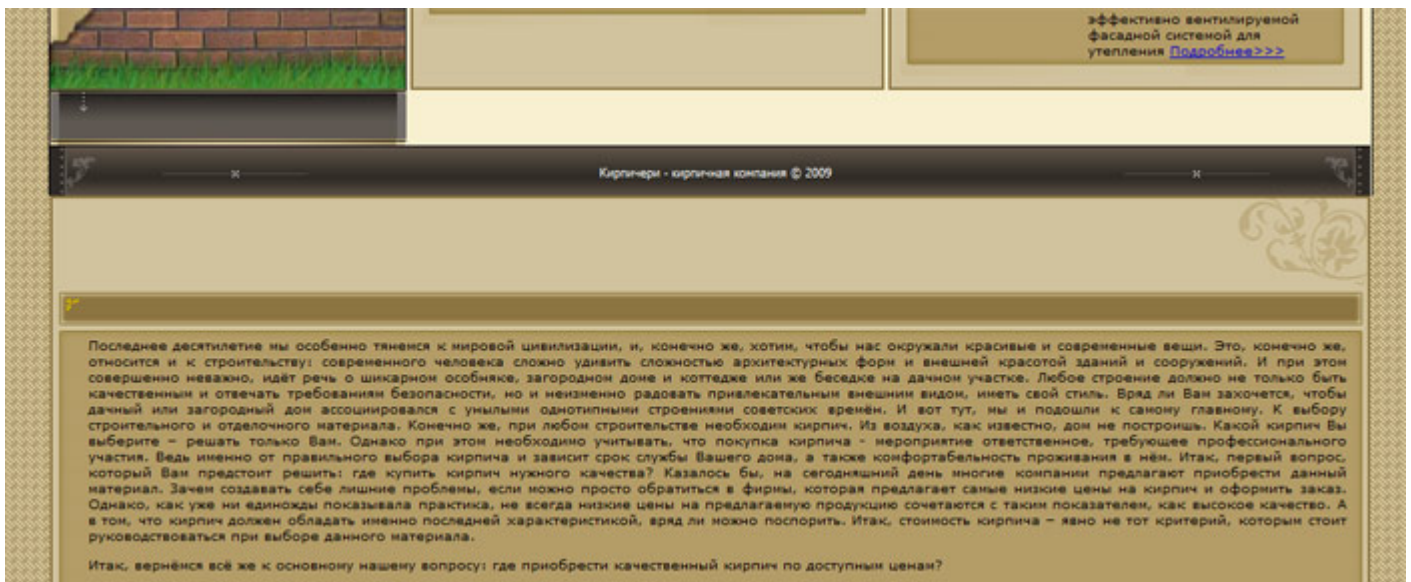 эффективно вентилируемой
фасадной системой для
утепления Подробнее>>>
Кирпичери - кирпичная компания © 2009
Последнее десятилетие мы особенно тянемся к мировой цивилизации, и, конечно же, хотим, чтобы нас окружали красивые и современные вещи. Это, конечно же,
относится и к строительству: современного человека сложно удивить сложностью архитектурных форм и внешней красотой зданий и сооружений. И при этом
совершенно неважно, идёт речь о шикарном особняке, загородном доме и коттедже или же беседке на дачном участке. Любое строение должно не только быть
качественным и отвечать требованиям безопасности, но и неизменно радовать привлекательным внешним видом, иметь свой стиль. Вряд ли Вам захочется, чтобы
дачный или загородный дом ассоциировался с унылыми однотипными строениями советских времён. И вот тут, мы и подошли к самому главному. К выбору
строительного и отделочного материала. Конечно же, при любом строительстве необходим кирпич. Из воздуха, как известно, дом не построишь. Какой кирпич Вы
выберите – решать только Вам. Однако при этом необходимо учитывать, что покупка кирпича - мероприятие ответственное, требующее профессионального
участия. Ведь именно от правильного выбора кирпича и зависит срок службы Вашего дома, а также комфортабельность проживания в нём. Итак, первый вопрос,
который Вам предстоит решить: где купить кирпич нужного качества? Казалось бы, на сегодняшний день многие компании предлагают приобрести данный
материал. Зачем создавать себе лишние проблемы, если можно просто обратиться в фирмы, которая предлагает самые низкие цены на кирпич и оформить заказ.
Однако, как уже ни единожды показывала практика, не всегда низкие цены на предлагаемую продукцию сочетаются с таким показателем, как высокое качество. А
в том, что кирпич должен обладать именно последней характеристикой, вряд ли можно поспорить. Итак, стоимость кирпича – явно не тот критерий, которым стоит
руководствоваться при выборе данного материала.
Итак, вернёмся всё же к основному нашему вопросу: где приобрести качественный кирпич по доступным ценам?